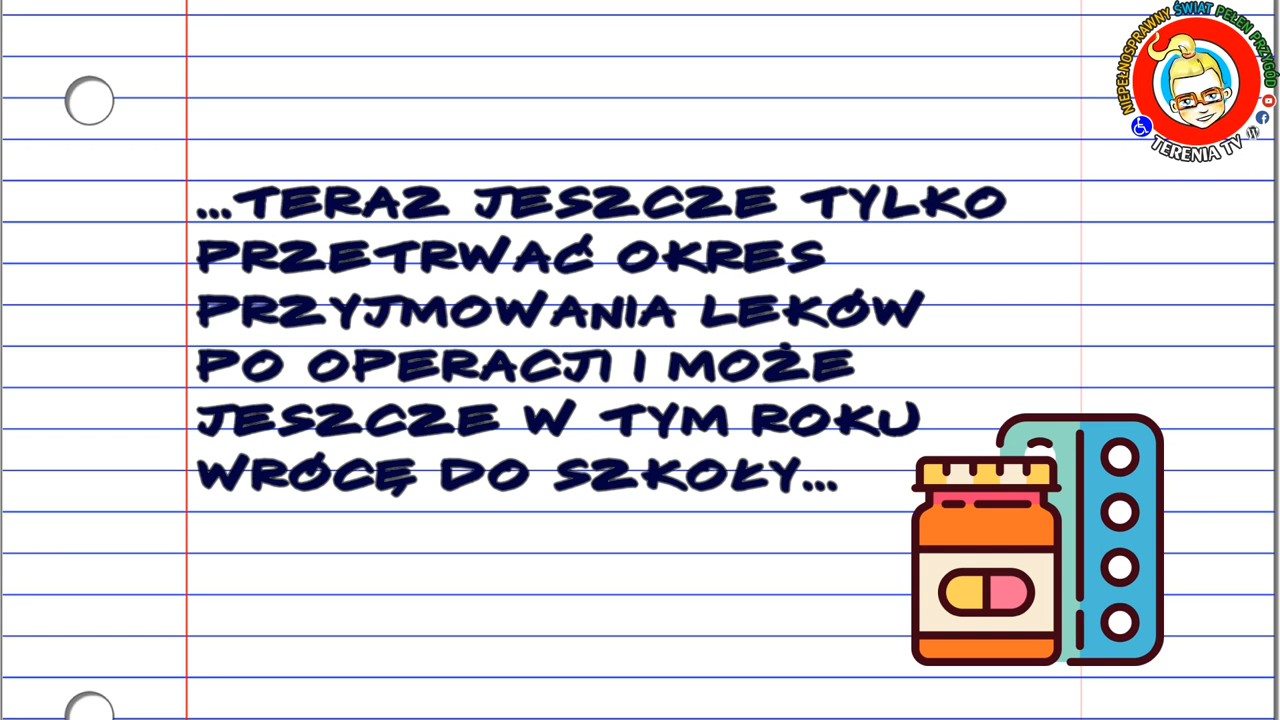 NIEPEŁNOSPRAWNY ŚWIAT PEŁEN PRZYGÓD
TERENIA TV
...TERAZ JESZCZE TYLKO
PRZETRWAĆ OKRES
PRZYJMOWANIA LEKÓW
PO OPERACJI I MOŻE
JESZCZE W TYM ROKU
WRÓCĘ DO SZKOŁY...